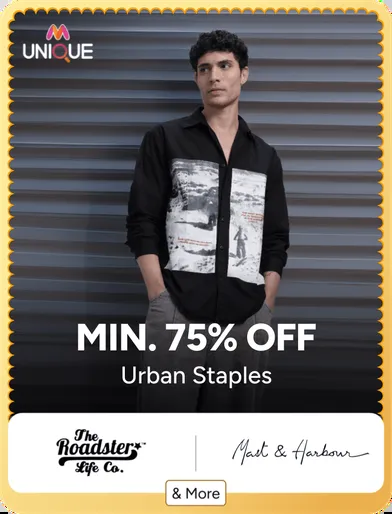 UNIQUE
MIN. 75% OFF
Urban Staples
The
Roadster
Life Co.
Mast & Harbour
& More